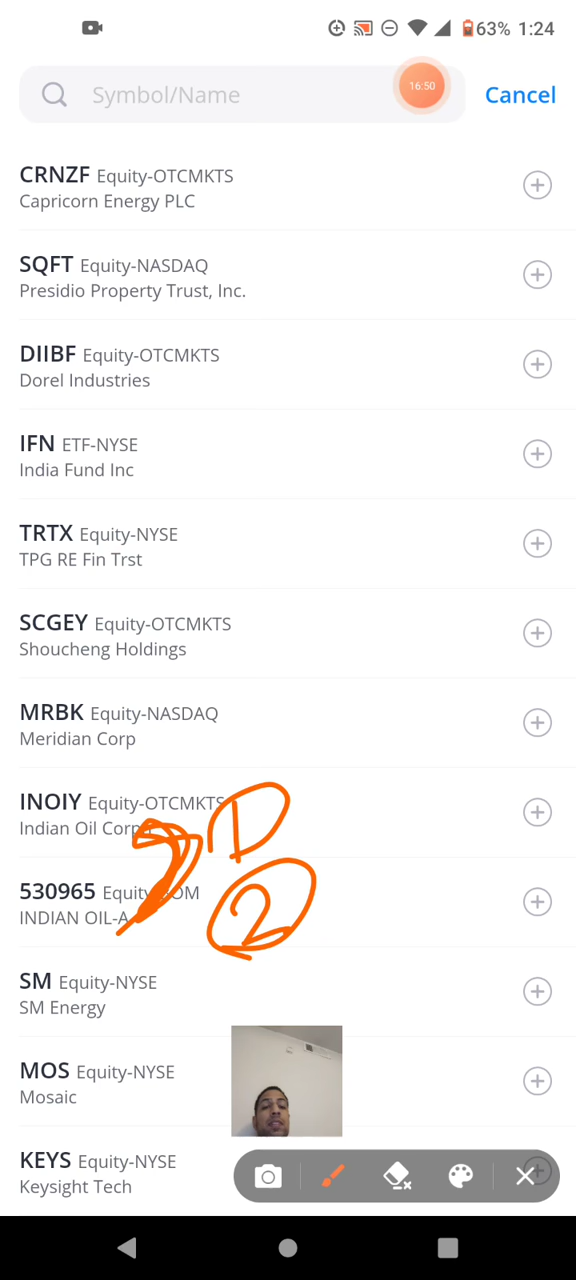 63% 1:24
Symbol/Name
16:50
Cancel
CRNZF Equity-OTCMKTS
Capricorn Energy PLC
SQFT Equity-NASDAQ
Presidio Property Trust, Inc.
DIIBF Equity-OTCMKTS
Dorel Industries
IFN ETF-NYSE
India Fund Inc
TRTX Equity-NYSE
TPG RE Fin Trst
SCGEY Equity-OTCMKTS
Shoucheng Holdings
MRBK Equity-NASDAQ
Meridian Corp
INOIY Equity-OTCMKTS
Indian Oil Corp
530965
INDIAN OIL-A
2
SM Equity-NYSE
SM Energy
MOS Equity-NYSE
Mosaic
KEYS Equity-NYSE
Keysight Tech